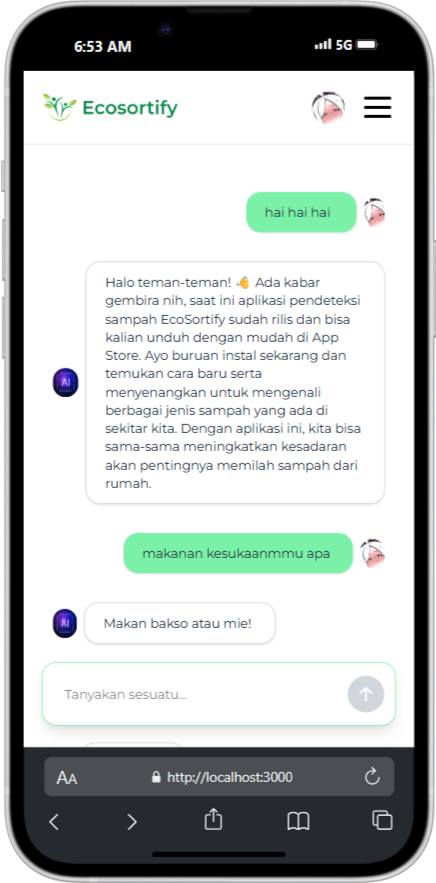 6:53 AM
5G
Ecosortify
hai hai hai
Halo teman-teman! 👋 Ada kabar
gembira nih, saat ini aplikasi pendeteksi
sampah EcoSortify sudah rilis dan bisa
kalian unduh dengan mudah di App
Store. Ayo buruan instal sekarang dan
temukan cara baru serta
menyenangkan untuk mengenali
berbagai jenis sampah yang ada di
sekitar kita. Dengan aplikasi ini, kita bisa
sama-sama meningkatkan kesadaran
akan pentingnya memilah sampah dari
rumah.
AI
makanan kesukaanmmu apa
AI
Makan bakso atau mie!
Tanyakan sesuatu...
AA
http://localhost:3000